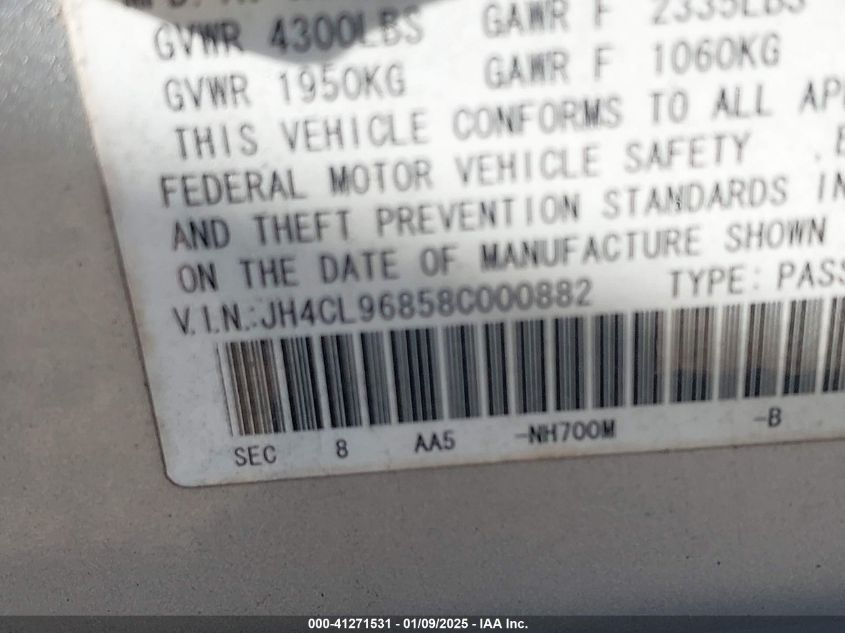 GVWR 4300LBS GAWR F 2335LBS
GVWR 1950KG GAWR F 1060KG
THIS VEHICLE CONFORMS TO ALL
FEDERAL MOTOR VEHICLE SAFETY
AND THEFT PREVENTION STANDARDS IN
ON THE DATE OF MANUFACTURE SHOWN
V.I.N.:JH4CL96858C000882 TYPE: PASS
SEC 8 AA5 -NH700M -B
000-41271531 - 01/09/2025 - IAA Inc.